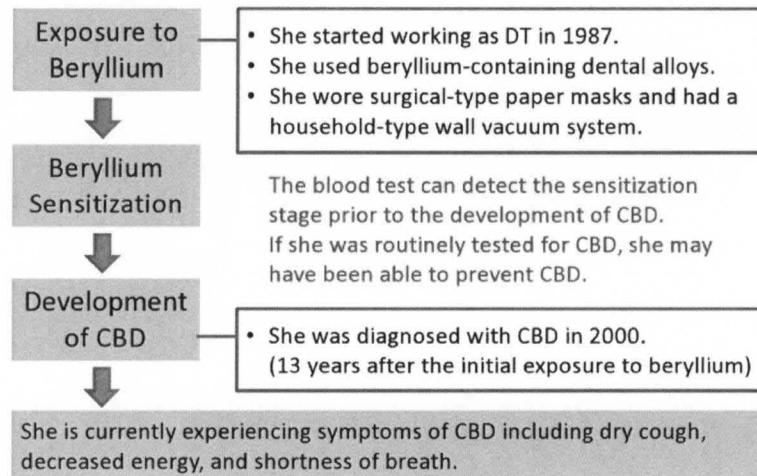 Exposure to
Beryllium
• She started working as DT in 1987.
• She used beryllium-containing dental alloys.
• She wore surgical-type paper masks and had a
household-type wall vacuum system.
Beryllium
Sensitization
The blood test can detect the sensitization
stage prior to the development of CBD.
If she was routinely tested for CBD, she may
have been able to prevent CBD.
Development
of CBD
• She was diagnosed with CBD in 2000.
(13 years after the initial exposure to beryllium)
She is currently experiencing symptoms of CBD including dry cough,
decreased energy, and shortness of breath.